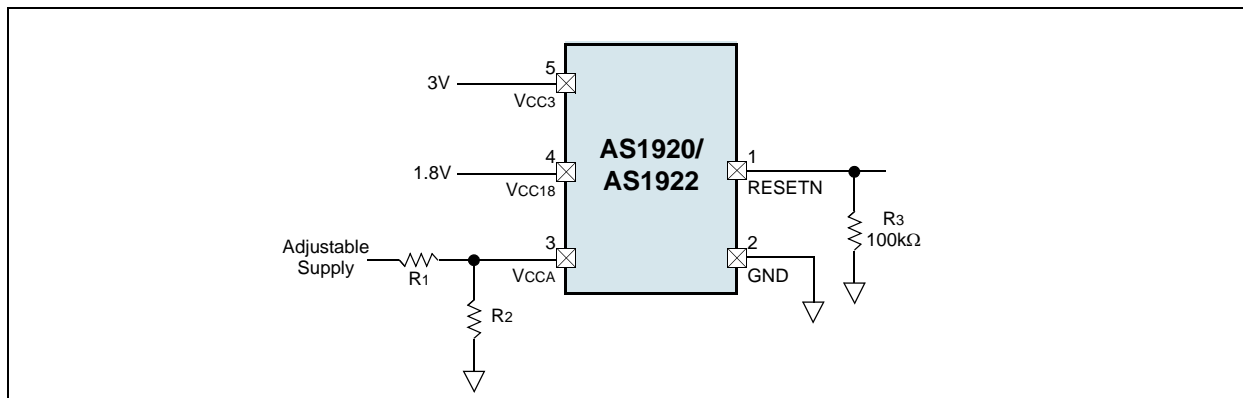 5
3V
VCC3
4
1.8V
VCC18
3
Adjustable
Supply
R1
VCCA
R2
AS1920/
AS1922
1
RESETN
R3
100kΩ
2
GND